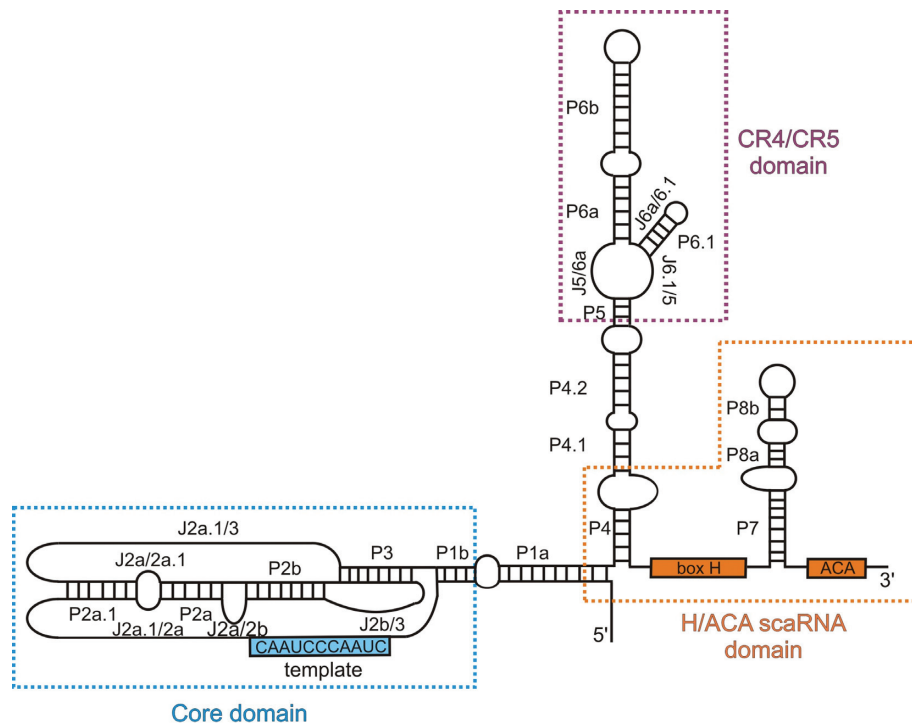 P6b
CR4/CR5
domain
P6a
J6a/6.1
P6.1
J5/6a
J6.1/5
P5
P4.2
P8b
P4.1
P8a
P4
P7
J2a.1/3
J2a/2a.1
P2b
P3
P1b
P1a
box H
ACA
3'
P2a.1
P2a
J2a.1/2a
J2a/2b
J2b/3
5'
CAAUCCCAAUC
template
H/ACA scaRNA
domain
Core domain